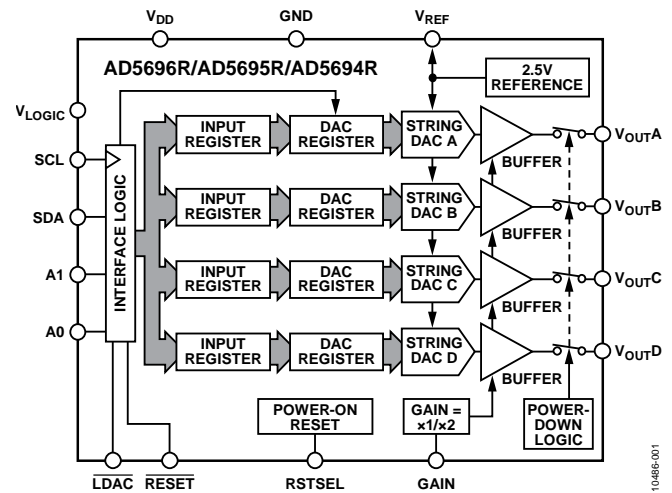 VDD GND VREF
AD5696R/AD5695R/AD5694R
2.5V
REFERENCE
VLOGIC
SCL
SDA
A1
A0
INTERFACE LOGIC
INPUT
REGISTER
DAC
REGISTER
STRING
DAC A
BUFFER
VOUTA
INPUT
REGISTER
DAC
REGISTER
STRING
DAC B
BUFFER
VOUTB
INPUT
REGISTER
DAC
REGISTER
STRING
DAC C
BUFFER
VOUTC
INPUT
REGISTER
DAC
REGISTER
STRING
DAC D
BUFFER
VOUTD
POWER-ON
RESET
GAIN =
×1/×2
POWER-
DOWN
LOGIC
LDAC RESET RSTSEL GAIN
10486-001